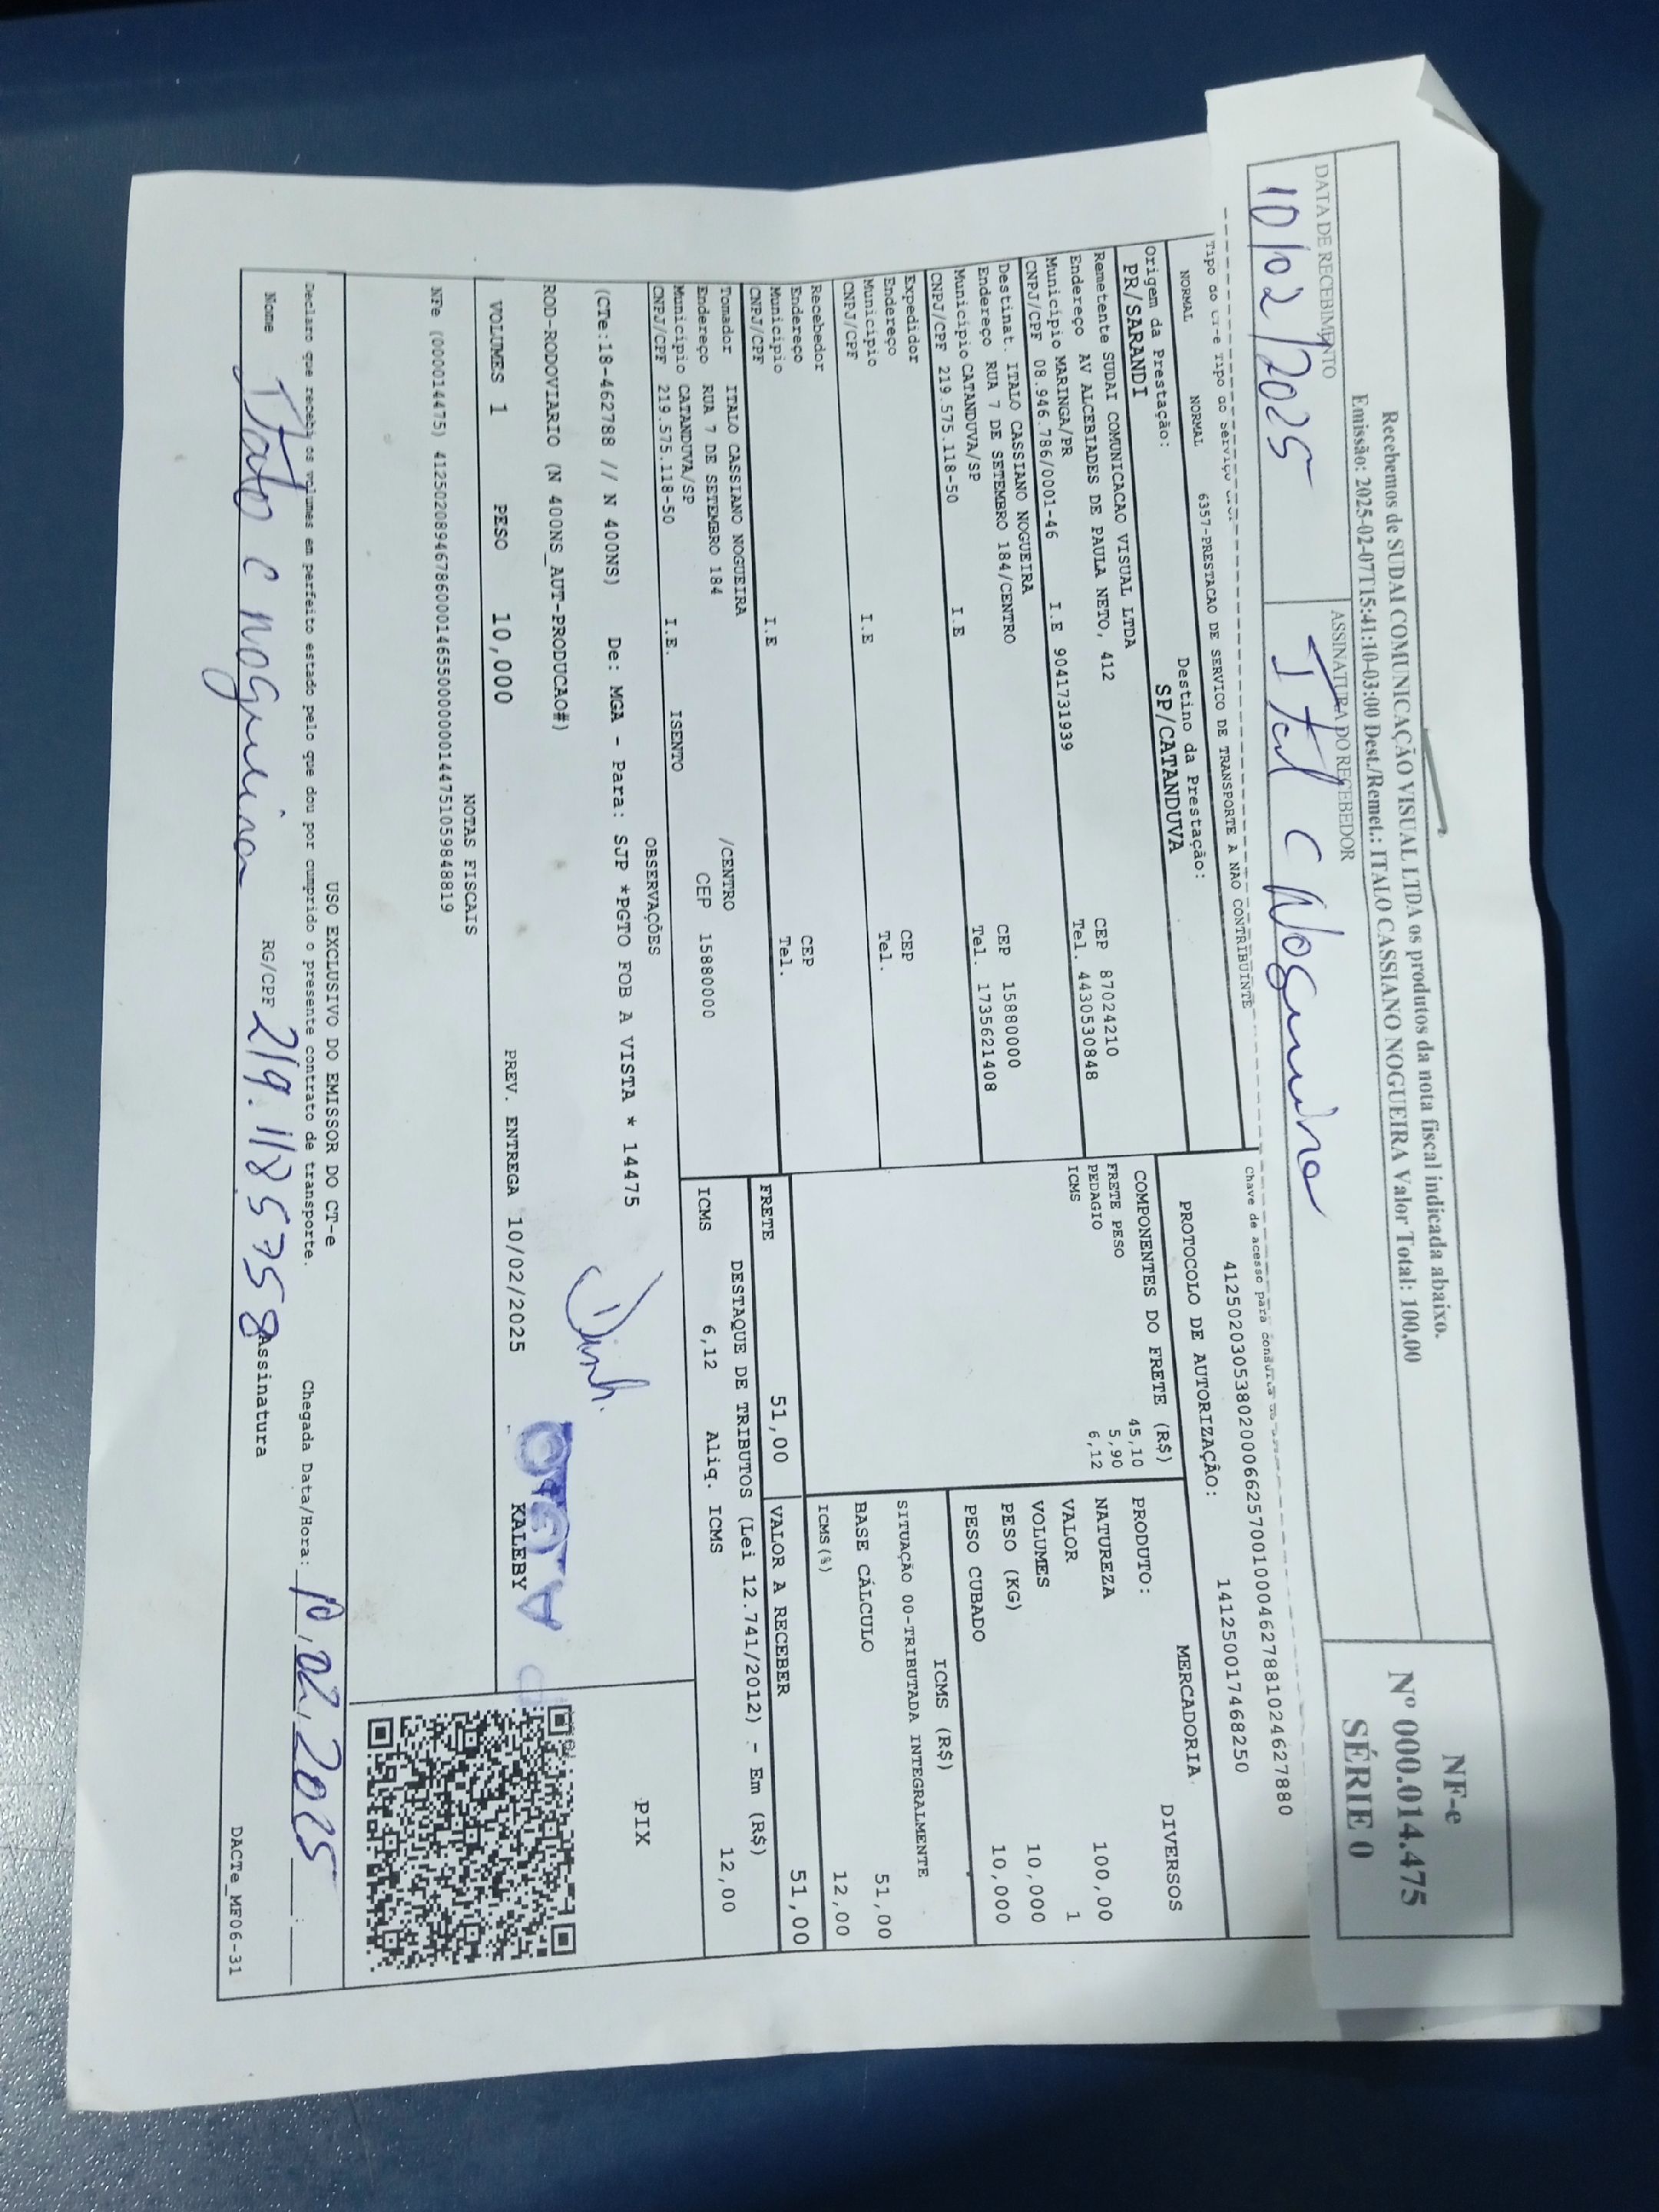 Recebemos de SUDAI COMUNICAÇÃO VISUAL LTDA os produtos da nota fiscal indicada abaixo.
Emissão: 2025-02-07T15:41:10-03:00 Dest./Remet.: ITALO CASSIANO NOGUEIRA Valor Total: 100,00
DATA DE RECEBIMENTO
ASSINATURA DO RECEBEDOR
10/02/2025
Ital C Nogueira
NF-e
Nº 000.014.475
SÉRIE 0
Tipo do CT-e Tipo do Serviço
NORMAL NORMAL 6357-PRESTACAO DE SERVICO DE TRANSPORTE A NAO CONTRIBUINTE
Chave de acesso para consulta
41250203053802000662570010004627881024627880
PROTOCOLO DE AUTORIZAÇÃO: 141250017468250
Origem da Prestação: Destino da Prestação:
PR/SARANDI SP/CATANDUVA
Remetente SUDAI COMUNICACAO VISUAL LTDA
Endereço AV ALCEBIADES DE PAULA NETO, 412 CEP 87024210
Município MARINGA/PR Tel. 4430530848
CNPJ/CPF 08.946.786/0001-46 I.E 9041731939
Destinat. ITALO CASSIANO NOGUEIRA
Endereço RUA 7 DE SETEMBRO 184/CENTRO CEP 15880000
Município CATANDUVA/SP Tel. 1735621408
CNPJ/CPF 219.575.118-50 I.E
Expedidor
Endereço CEP
Município Tel.
CNPJ/CPF I.E
Recebedor
Endereço CEP
Município Tel.
CNPJ/CPF I.E
Tomador ITALO CASSIANO NOGUEIRA
Endereço RUA 7 DE SETEMBRO 184 /CENTRO
Município CATANDUVA/SP CEP 15880000
CNPJ/CPF 219.575.118-50 I.E. ISENTO
COMPONENTES DO FRETE (R$)
FRETE PESO 45,10
PEDAGIO 5,90
ICMS 6,12
MERCADORIA
PRODUTO: DIVERSOS
NATUREZA
VALOR 100,00
VOLUMES 1
PESO (KG) 10,000
PESO CUBADO 10,000
ICMS (R$)
SITUAÇÃO 00-TRIBUTADA INTEGRALMENTE
BASE CÁLCULO 51,00
ICMS(%) 12,00
FRETE 51,00
VALOR A RECEBER 51,00
DESTAQUE DE TRIBUTOS (Lei 12.741/2012) - Em (R$)
ICMS 6,12 Aliq. ICMS 12,00
OBSERVAÇÕES
(CTe:18-462788 // N 400NS) De: MGA - Para: SJP *PGTO FOB A VISTA * 14475
ROD-RODOVIARIO (N 400NS_AUT-PRODUCAO#)
PIX
VOLUMES 1 PESO 10,000 PREV. ENTREGA 10/02/2025 KALEBY
NOTAS FISCAIS
NFe (000014475) 41250208946786000146550000000144751059848819
USO EXCLUSIVO DO EMISSOR DO CT-e
Declaro que recebi os volumes em perfeito estado pelo que dou por cumprido o presente contrato de transporte.
Chegada Data/Hora: 10.02.2025 :
Nome Italo C Nogueira RG/CPF 219.118 5758 Assinatura
DACTe_MF06-31